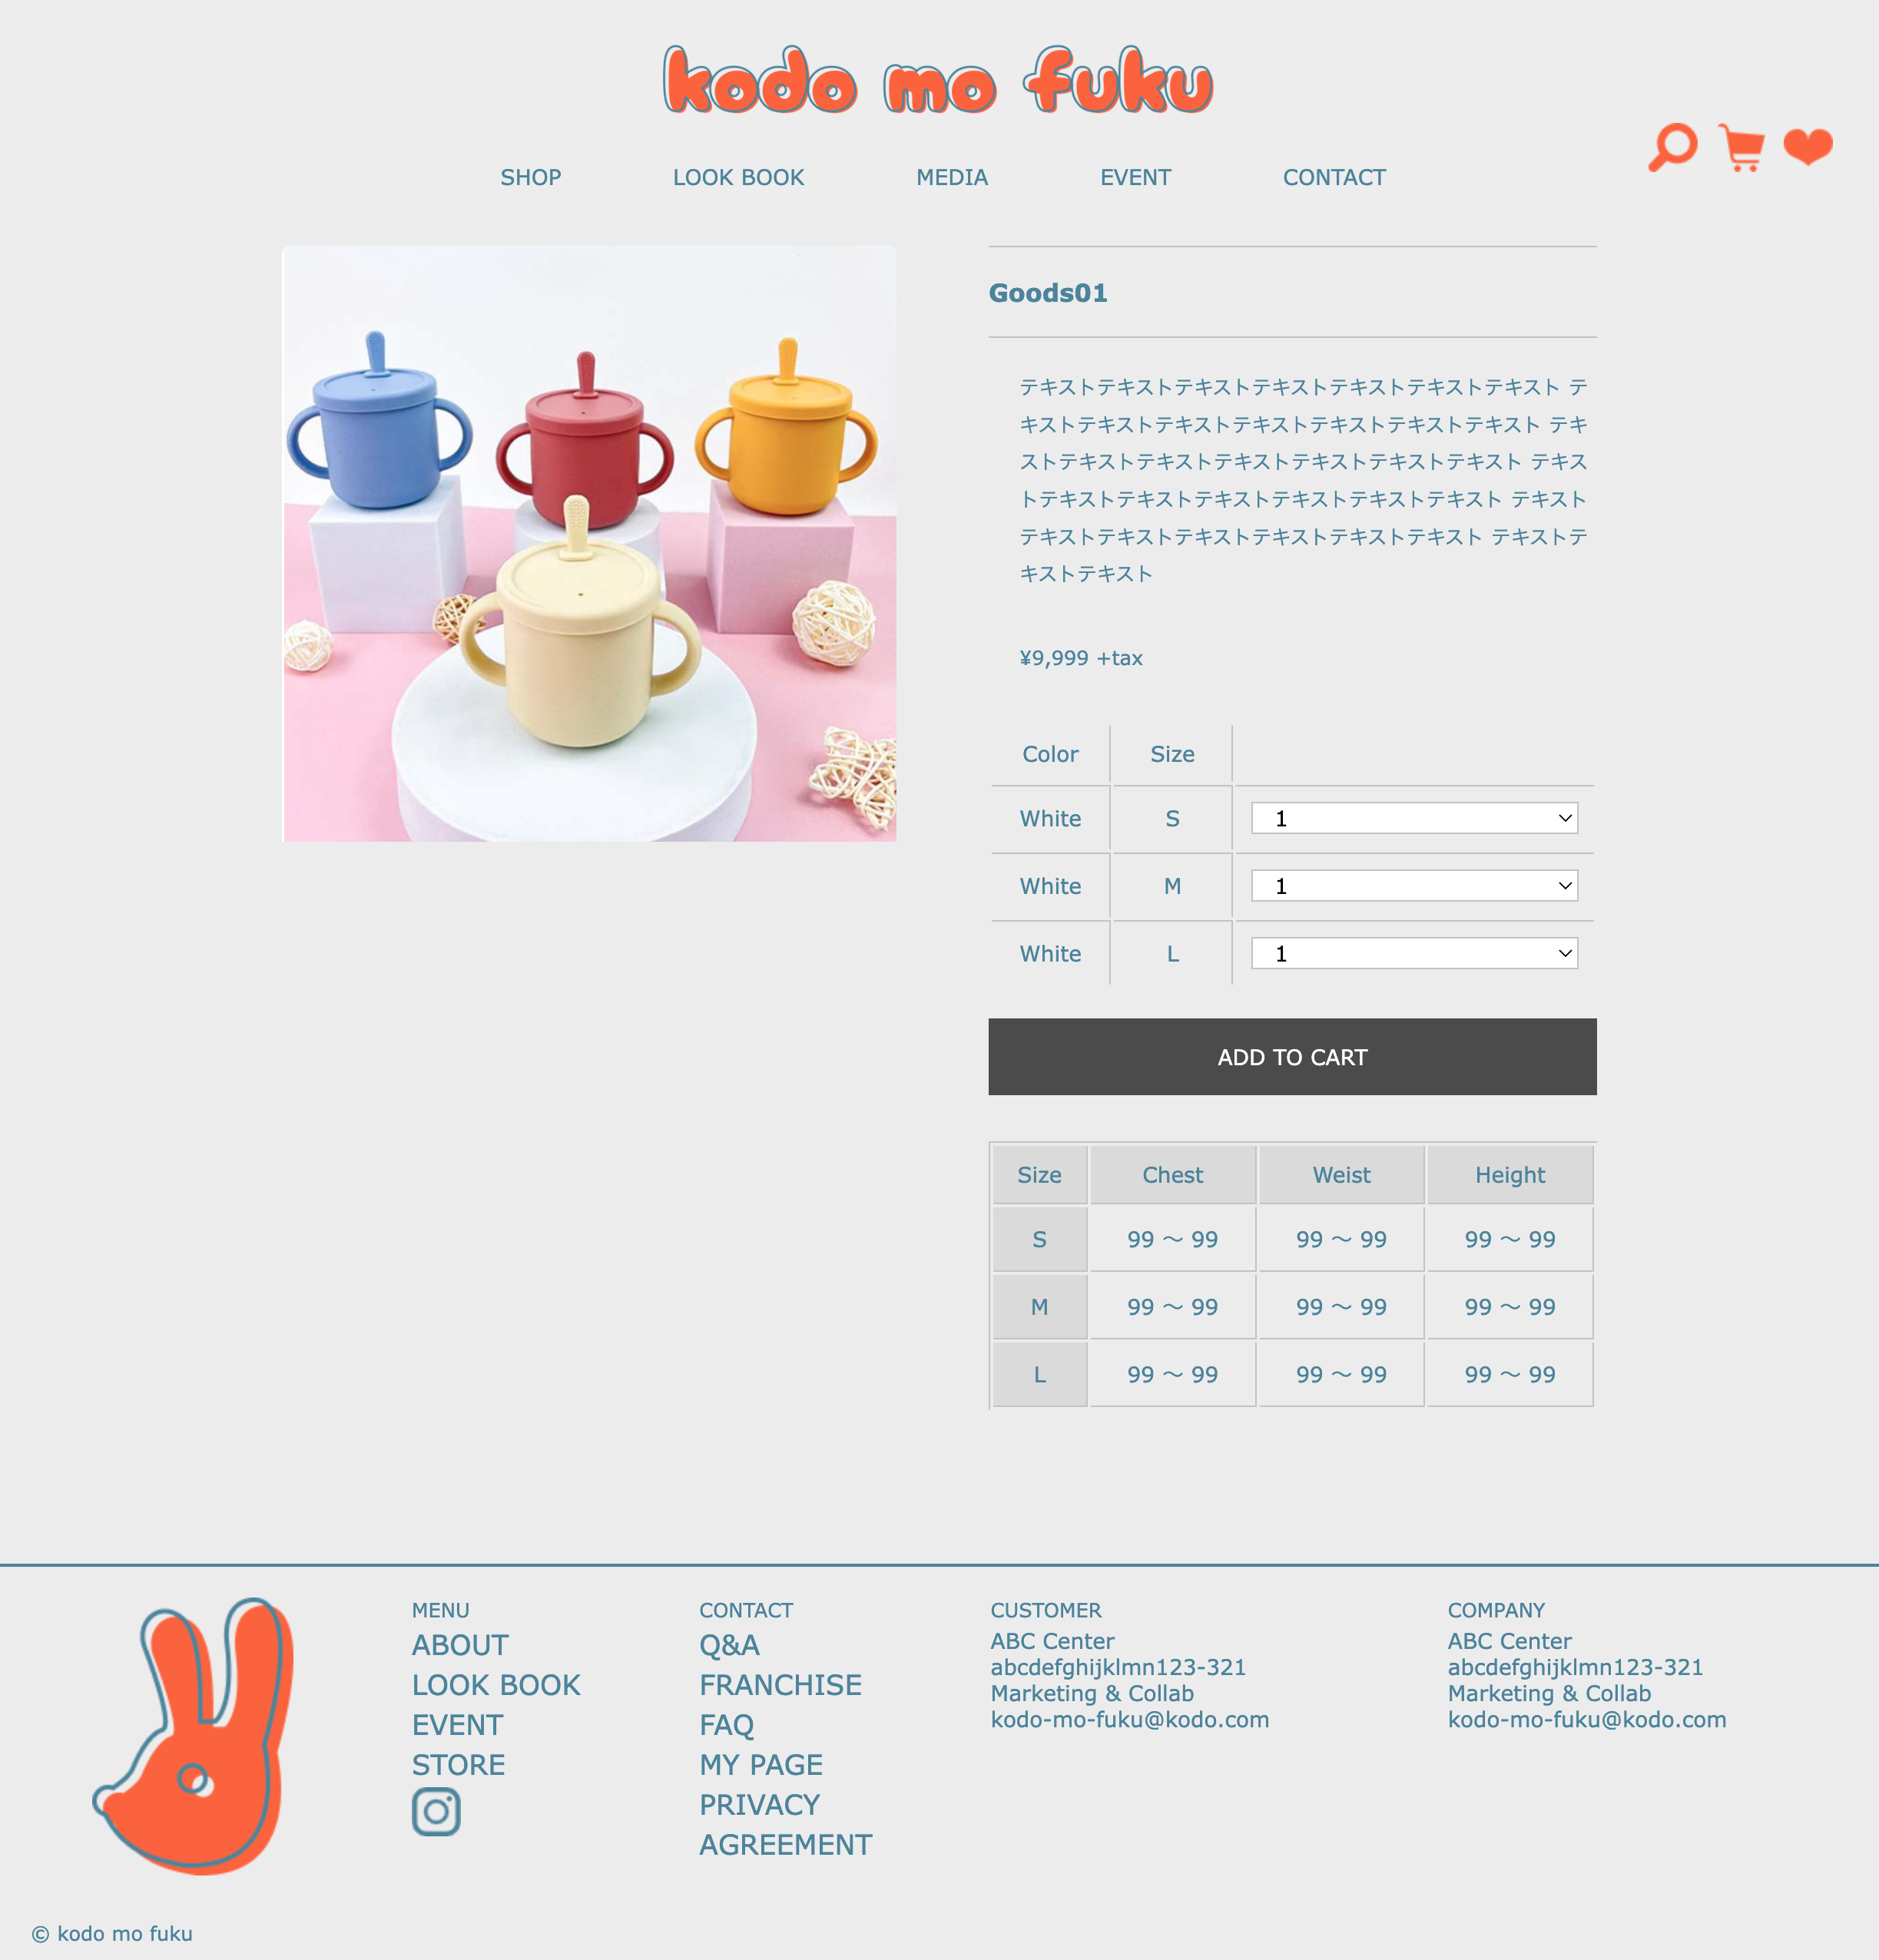 kodo mo fuku
SHOP LOOK BOOK MEDIA EVENT CONTACT
Goods01
テキストテキストテキストテキストテキストテキストテキスト テ
キストテキストテキストテキストテキストテキストテキスト テキ
ストテキストテキストテキストテキストテキストテキスト テキス
トテキストテキストテキストテキストテキストテキスト テキスト
テキストテキストテキストテキストテキストテキスト テキストテ
キストテキスト
¥9,999 +tax
Color Size
White S 1
White M 1
White L 1
ADD TO CART
Size Chest Weist Height
S 99 〜 99 99 〜 99 99 〜 99
M 99 〜 99 99 〜 99 99 〜 99
L 99 〜 99 99 〜 99 99 〜 99
MENU
ABOUT
LOOK BOOK
EVENT
STORE
CONTACT
Q&A
FRANCHISE
FAQ
MY PAGE
PRIVACY
AGREEMENT
CUSTOMER
ABC Center
abcdefghijklmn123-321
Marketing & Collab
kodo-mo-fuku@kodo.com
COMPANY
ABC Center
abcdefghijklmn123-321
Marketing & Collab
kodo-mo-fuku@kodo.com
© kodo mo fuku